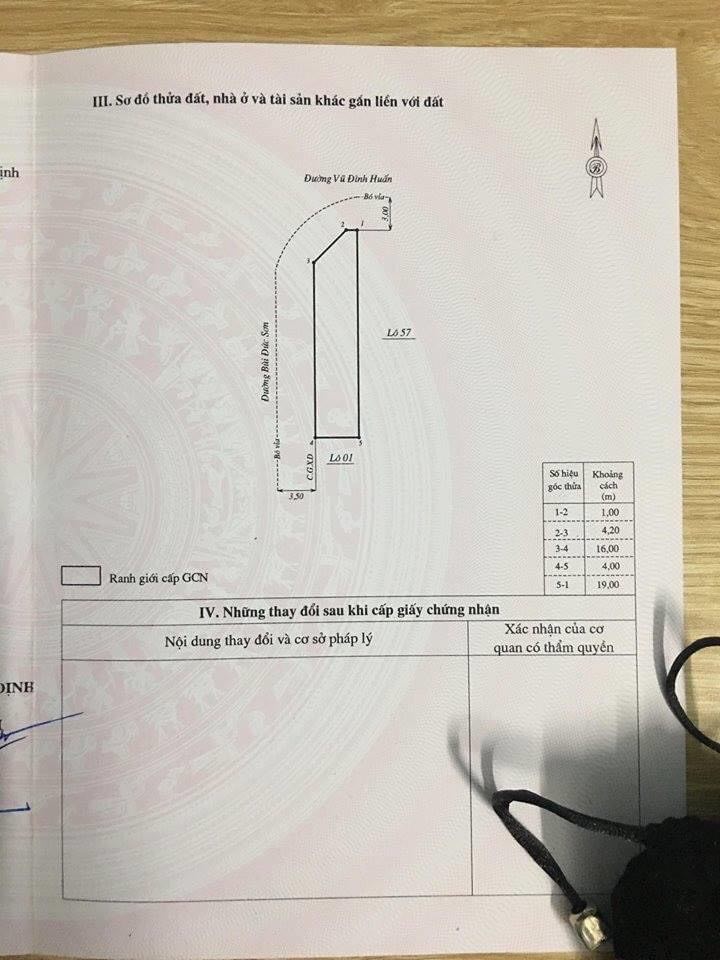 III. Sơ đồ thửa đất, nhà ở và tài sản khác gắn liền với đất
ịnh
B
Đường Vũ Đình Huấn
Bó vỉa
3,00
2
1
3
Lô 57
Đường Bùi Đức Sơn
Bó vỉa
4
5
C.G.X.D
Lô 01
3,50
Số hiệu góc thửa
Khoảng cách (m)
1-2 1,00
2-3 4,20
3-4 16,00
4-5 4,00
5-1 19,00
Ranh giới cấp GCN
IV. Những thay đổi sau khi cấp giấy chứng nhận
Nội dung thay đổi và cơ sở pháp lý
Xác nhận của cơ
quan có thẩm quyền
ĐỊNH